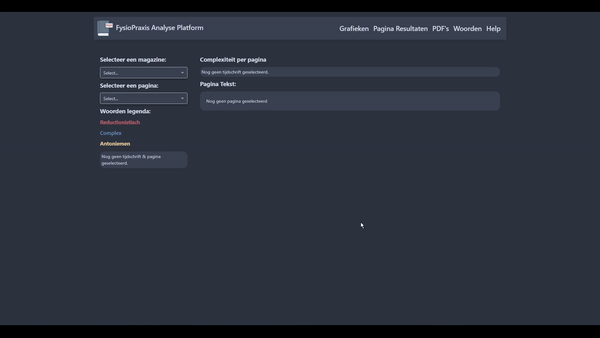 FysioPraxis Analyse Platform
Grafieken Pagina Resultaten PDF's Woorden Help
Selecteer een magazine:
Select...
Selecteer een pagina:
Select...
Woorden legenda:
Reductionistisch
Complex
Antoniemen
Nog geen tijdschrift & pagina
geselecteerd.
Complexiteit per pagina
Nog geen tijdschrift geselecteerd.
Pagina Tekst:
Nog geen pagina geselecteerd